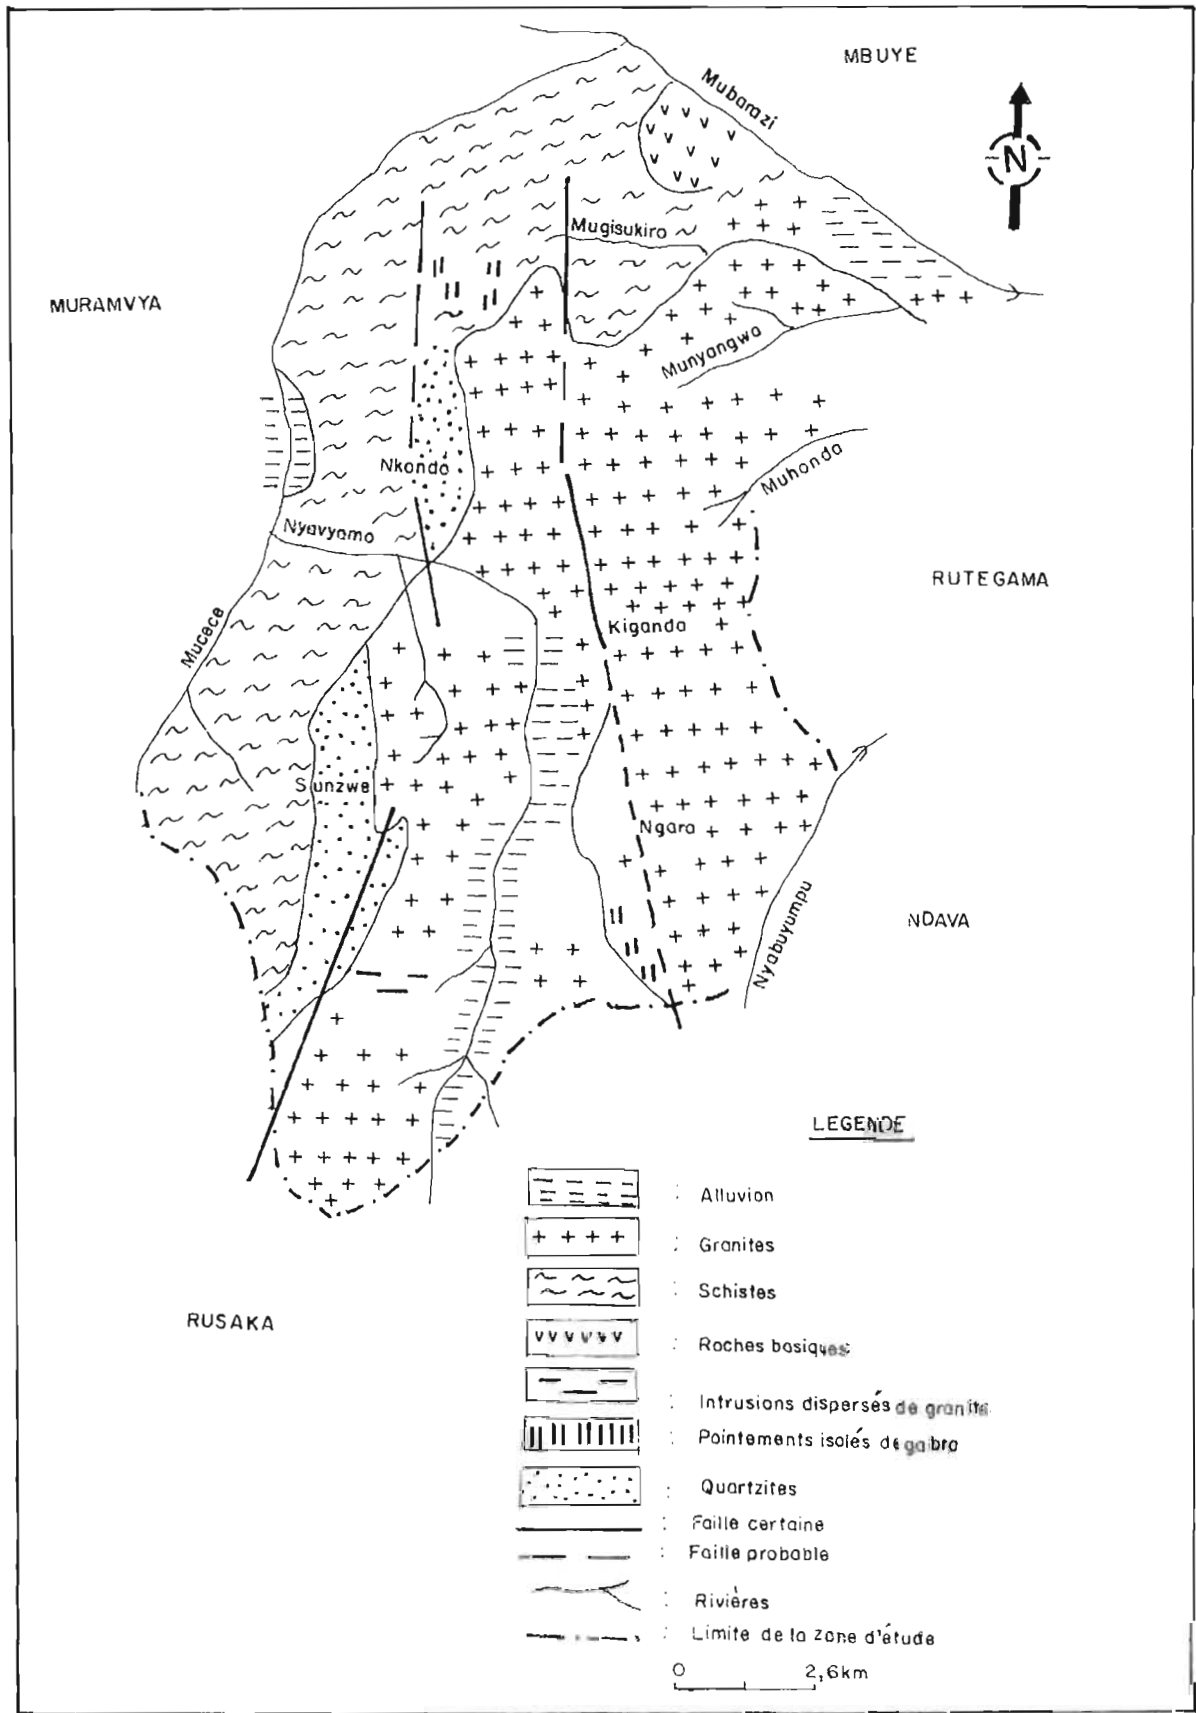 MBUYE
Mubarazi
N
Mugisukiro
MURAMVYA
Munyangwa
Nkondo
Muhonda
Nyavyamo
RUTEGAMA
Kiganda
Mucece
Sunzwe
Ngara
NDAVA
Nyabuyumpu
LEGENDE
: Alluvion
: Granites
: Schistes
: Roches basiques
: Intrusions dispersés de granite
: Pointements isolés de gabro
: Quartzites
: Faille certaine
: Faille probable
: Rivières
: Limite de la zone d'étude
RUSAKA
0 2,6km